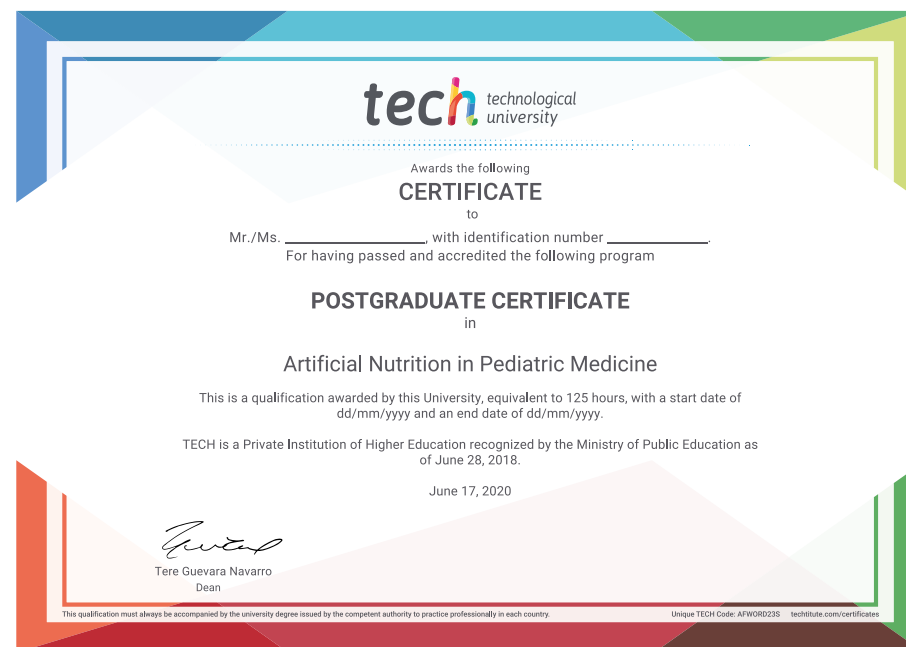 tech technological
university
Awards the following
CERTIFICATE
to
Mr./Ms. ____________________, with identification number ______________.
For having passed and accredited the following program
POSTGRADUATE CERTIFICATE
in
Artificial Nutrition in Pediatric Medicine
This is a qualification awarded by this University, equivalent to 125 hours, with a start date of
dd/mm/yyyy and an end date of dd/mm/yyyy.
TECH is a Private Institution of Higher Education recognized by the Ministry of Public Education as
of June 28, 2018.
June 17, 2020
Tere Guevara Navarro
Dean
This qualification must always be accompanied by the university degree issued by the competent authority to practice professionally in each country. Unique TECH Code: AFWORD23S techtitute.com/certificates